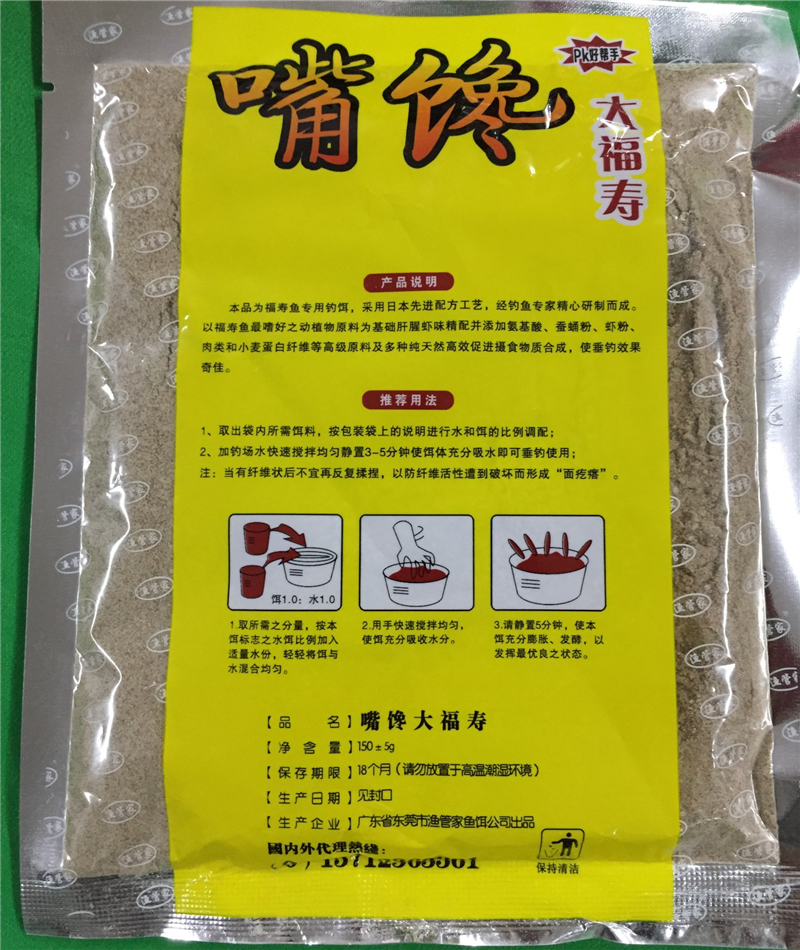 嘴馋
Pk好帮手
大福寿
产品说明
本品为福寿鱼专用钓饵，采用日本先进配方工艺，经钓鱼专家精心研制而成。
以福寿鱼最嗜好之动植物原料为基础肝腥虾味精配并添加氨基酸、蚕蛹粉、虾粉、
肉类和小麦蛋白纤维等高级原料及多种纯天然高效促进摄食物质合成，使垂钓效果
奇佳。
推荐用法
1、取出袋内所需饵料，按包装袋上的说明进行水和饵的比例调配；
2、加钓场水快速搅拌均匀静置3-5分钟使饵体充分吸水即可垂钓使用；
注：当有纤维状后不宜再反复揉捏，以防纤维活性遭到破坏而形成“面疙瘩”。
饵1.0：水1.0
1.取所需之分量，按本
饵标志之水饵比例加入
适量水份，轻轻将饵与
水混合均匀。
2.用手快速搅拌均匀，
使饵充分吸收水分。
3.请静置5分钟，使本
饵充分膨胀、发酵，以
发挥最优良之状态。
【品 名】嘴馋大福寿
【净含量】150±5g
【保存期限】18个月（请勿放置于高温潮湿环境）
【生产日期】见封口
【生产企业】广东省东莞市渔管家鱼饵公司出品
國内外代理熱綫：
保持清洁
渔管家